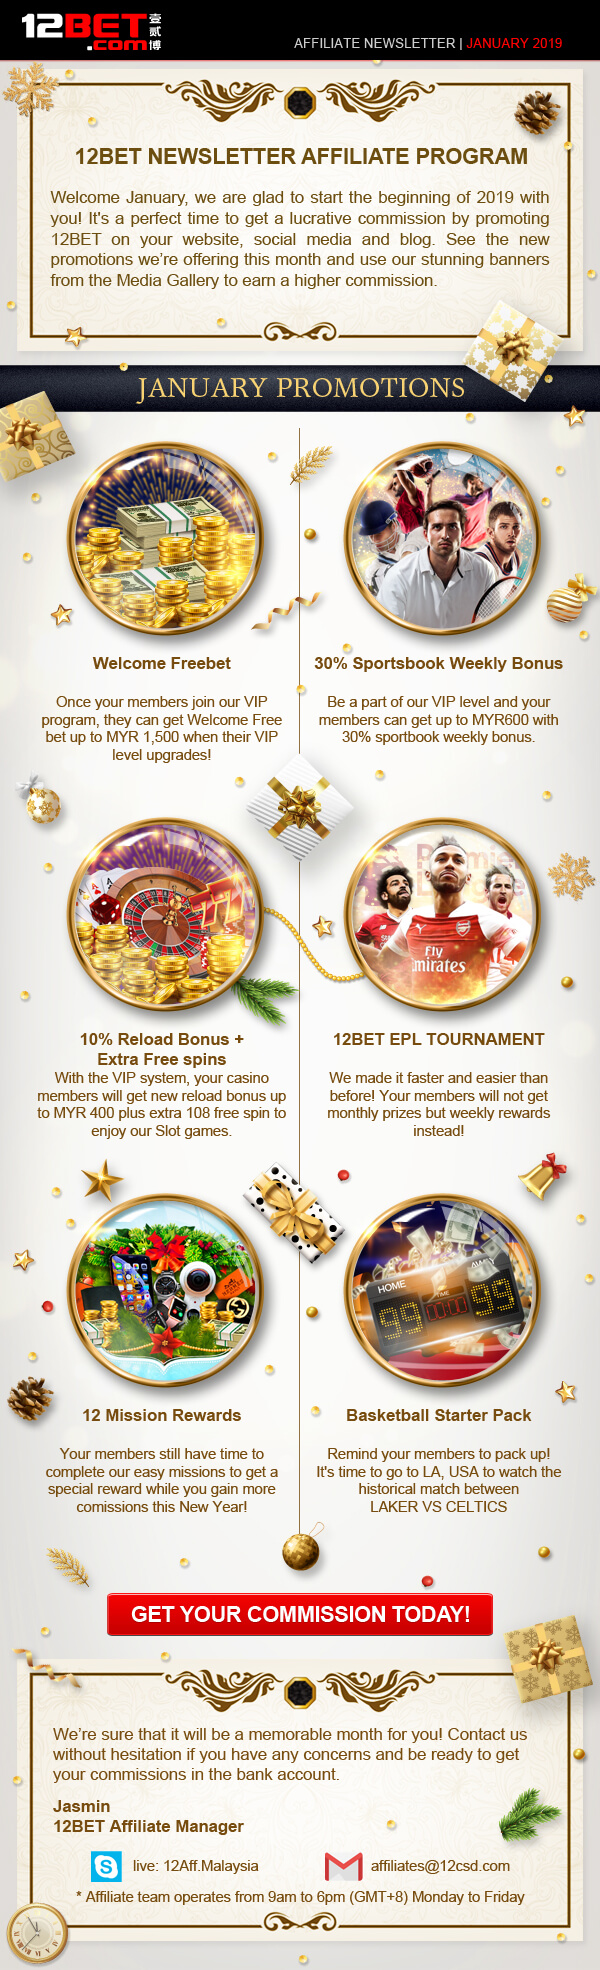 12BET
.com
壹贰博
AFFILIATE NEWSLETTER | JANUARY 2019
12BET NEWSLETTER AFFILIATE PROGRAM
Welcome January, we are glad to start the beginning of 2019 with
you! It's a perfect time to get a lucrative commission by promoting
12BET on your website, social media and blog. See the new
promotions we’re offering this month and use our stunning banners
from the Media Gallery to earn a higher commission.
JANUARY PROMOTIONS
Welcome Freebet
Once your members join our VIP
program, they can get Welcome Free
bet up to MYR 1,500 when their VIP
level upgrades!
30% Sportsbook Weekly Bonus
Be a part of our VIP level and your
members can get up to MYR600 with
30% sportbook weekly bonus.
Fly
Emirates
10% Reload Bonus +
Extra Free spins
With the VIP system, your casino
members will get new reload bonus up
to MYR 400 plus extra 108 free spin to
enjoy our Slot games.
12BET EPL TOURNAMENT
We made it faster and easier than
before! Your members will not get
monthly prizes but weekly rewards
instead!
HOME
AWAY
TIME
99
99
12 Mission Rewards
Your members still have time to
complete our easy missions to get a
special reward while you gain more
comissions this New Year!
Basketball Starter Pack
Remind your members to pack up!
It's time to go to LA, USA to watch the
historical match between
LAKER VS CELTICS
GET YOUR COMMISSION TODAY!
We’re sure that it will be a memorable month for you! Contact us
without hesitation if you have any concerns and be ready to get
your commissions in the bank account.
Jasmin
12BET Affiliate Manager
live: 12Aff.Malaysia
affiliates@12csd.com
* Affiliate team operates from 9am to 6pm (GMT+8) Monday to Friday